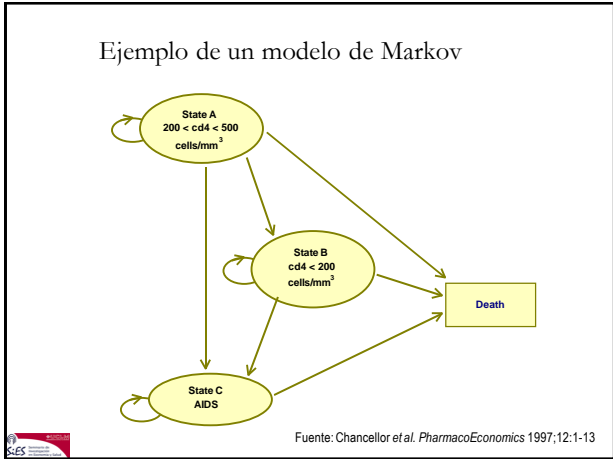 Ejemplo de un modelo de Markov
State A
200 < cd4 < 500
cells/mm³
State B
cd4 < 200
cells/mm³
Death
State C
AIDS
Fuente: Chancellor et al. PharmacoEconomics 1997;12:1-13
SiES